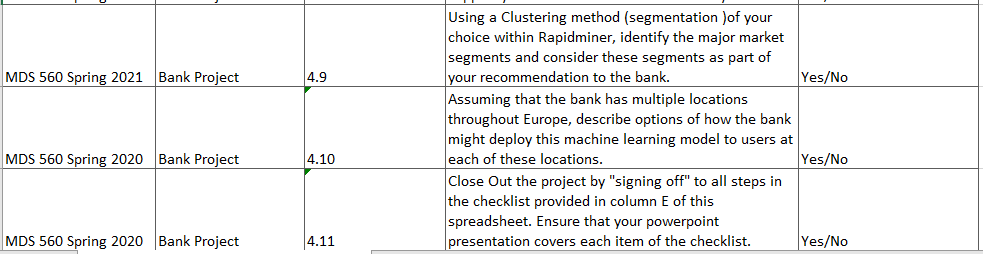 Using a Clustering method (segmentation )of your
choice within Rapidminer, identify the major market
segments and consider these segments as part of
MDS 560 Spring 2021 Bank Project 4.9 your recommendation to the bank. Yes/No
Assuming that the bank has multiple locations
throughout Europe, describe options of how the bank
might deploy this machine learning model to users at
MDS 560 Spring 2020 Bank Project 4.10 each of these locations. Yes/No
Close Out the project by "signing off" to all steps in
the checklist provided in column E of this
spreadsheet. Ensure that your powerpoint
MDS 560 Spring 2020 Bank Project 4.11 presentation covers each item of the checklist. Yes/No